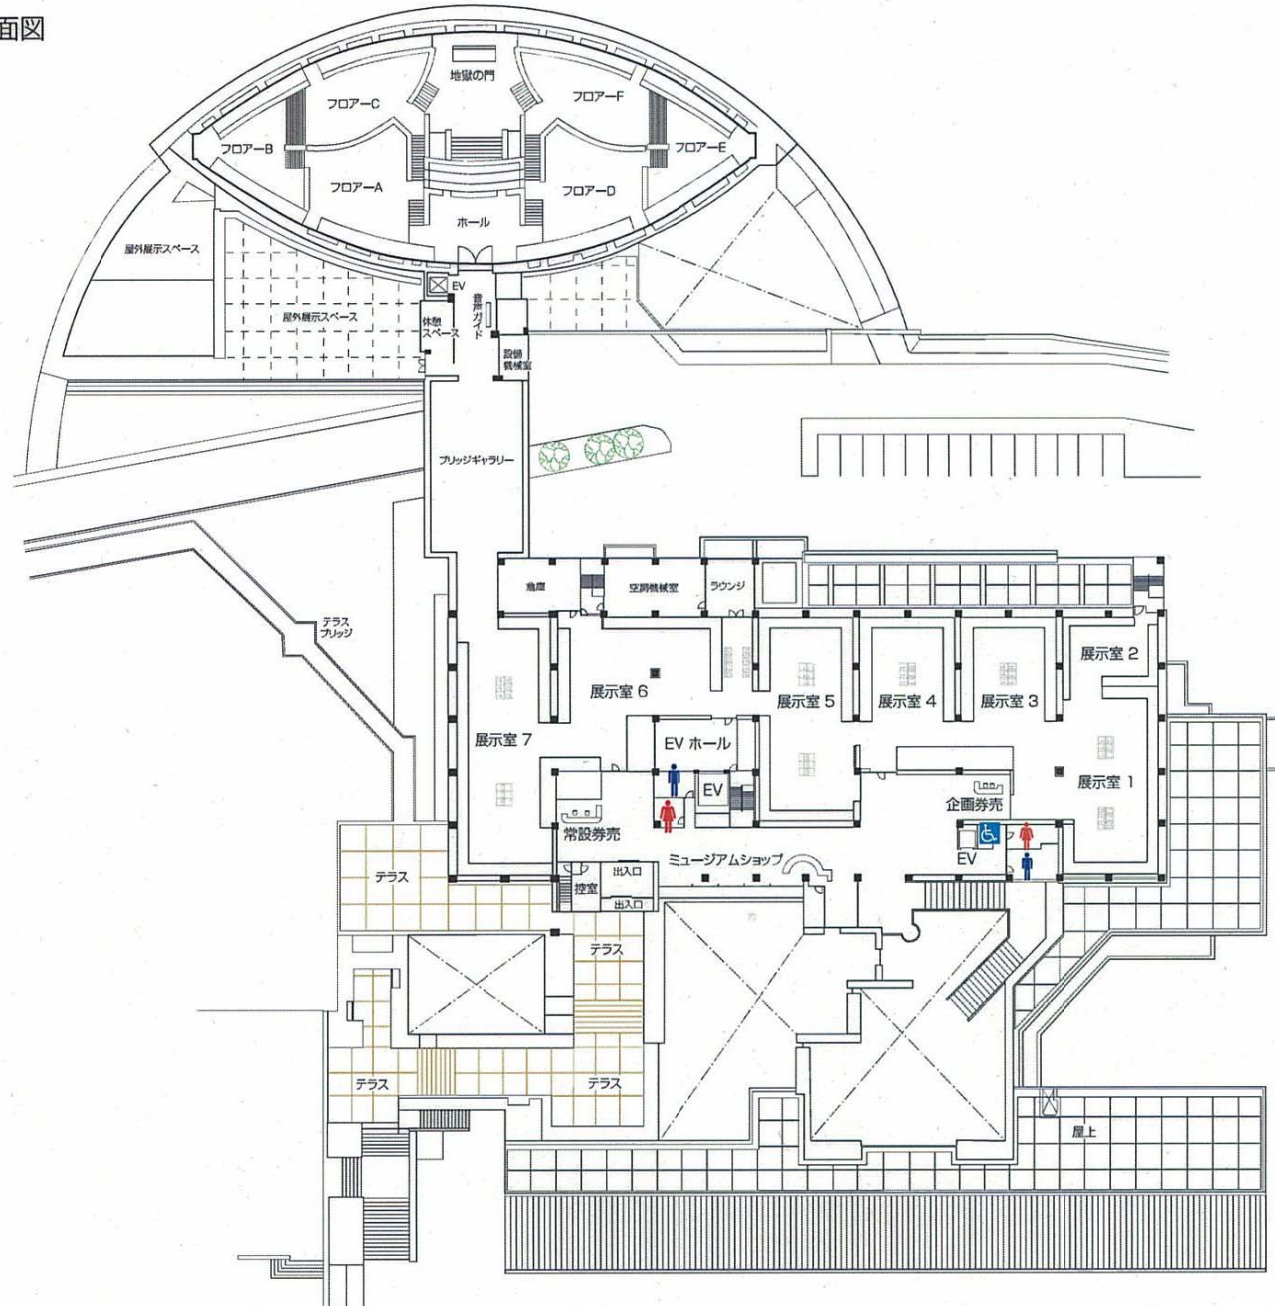 面図
地獄の門
フロアーC
フロアーF
フロアーB
フロアーE
フロアーA
フロアーD
ホール
屋外展示スペース
EV
音声ガイド
屋外展示スペース
休憩
スペース
設備
機械室
ブリッジギャラリー
空調機械室
ラウンジ
テラス
ブリッジ
展示室 2
展示室 6
展示室 5
展示室 4
展示室 3
展示室 7
EV ホール
展示室 1
EV
企画券売
常設券売
ミュージアムショップ
EV
出入口
テラス
控室
出入口
テラス
テラス
テラス
屋上